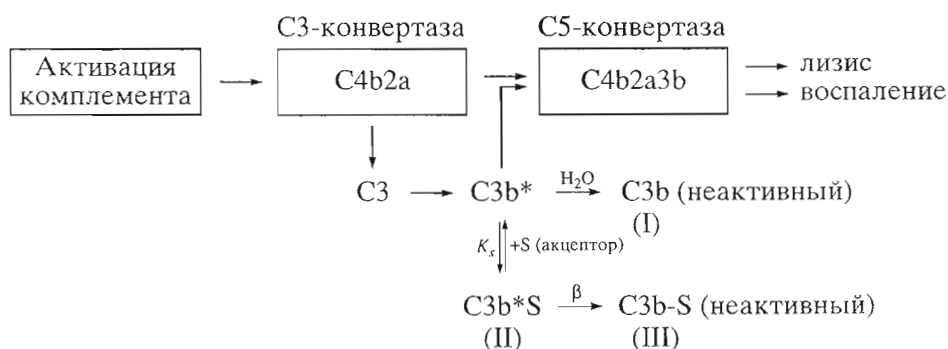 С3-конвертаза
С5-конвертаза
Активация
комплемента
C4b2a
C4b2a3b
лизис
воспаление
C3
C3b*
H₂O
C3b (неактивный)
(I)
Kₛ
+S (акцептор)
C3b*S
β
C3b-S (неактивный)
(II)
(III)